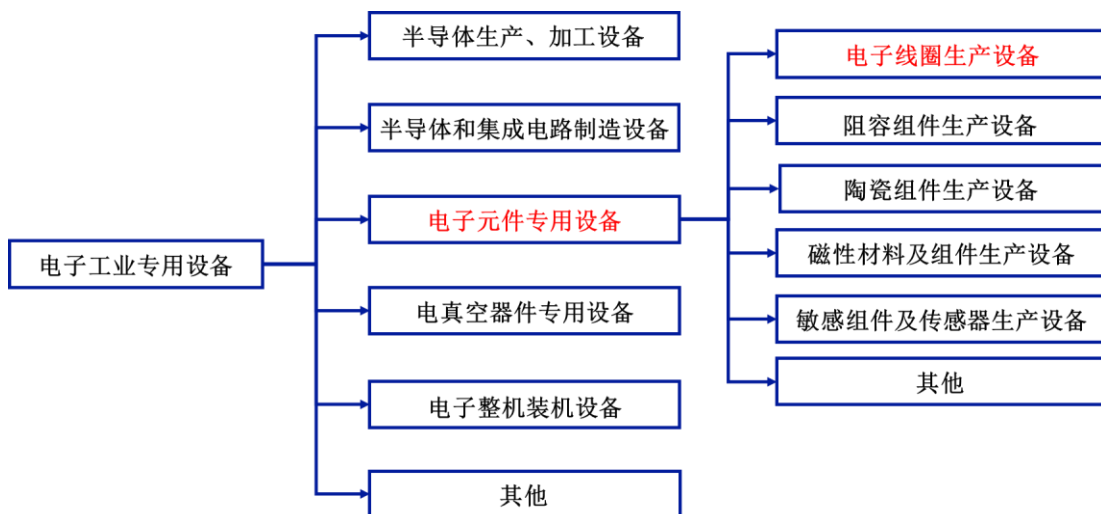 电子工业专用设备
半导体生产、加工设备
半导体和集成电路制造设备
电子元件专用设备
电真空器件专用设备
电子整机装机设备
其他
电子线圈生产设备
阻容组件生产设备
陶瓷组件生产设备
磁性材料及组件生产设备
敏感组件及传感器生产设备
其他